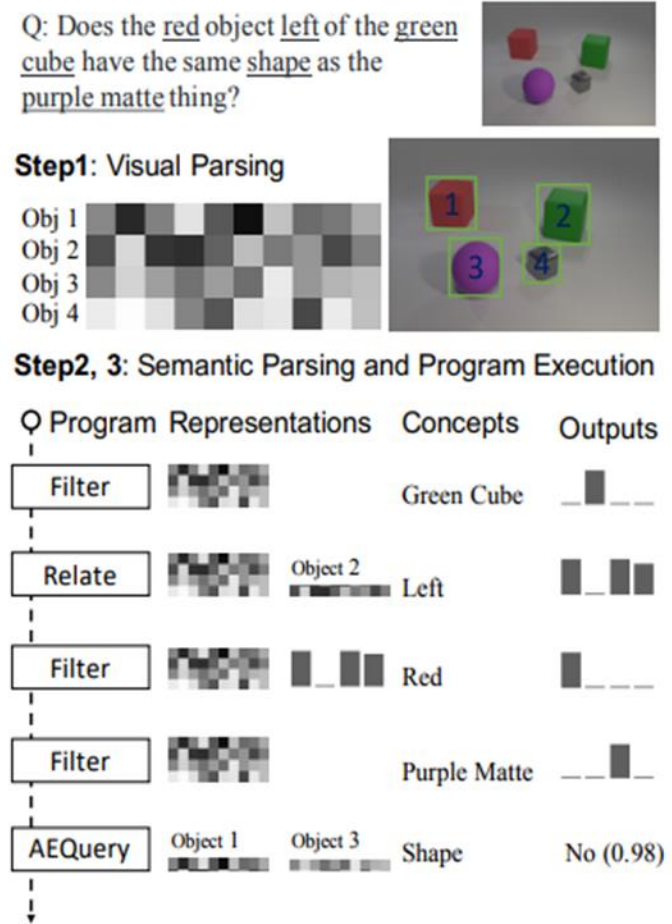 Q: Does the red object left of the green
cube have the same shape as the
purple matte thing?
Step1: Visual Parsing
Obj 1
Obj 2
Obj 3
Obj 4
1
2
3
4
Step2, 3: Semantic Parsing and Program Execution
Program Representations Concepts Outputs
Filter Green Cube
Relate Object 2 Left
Filter Red
Filter Purple Matte
AEQuery Object 1 Object 3 Shape No (0.98)